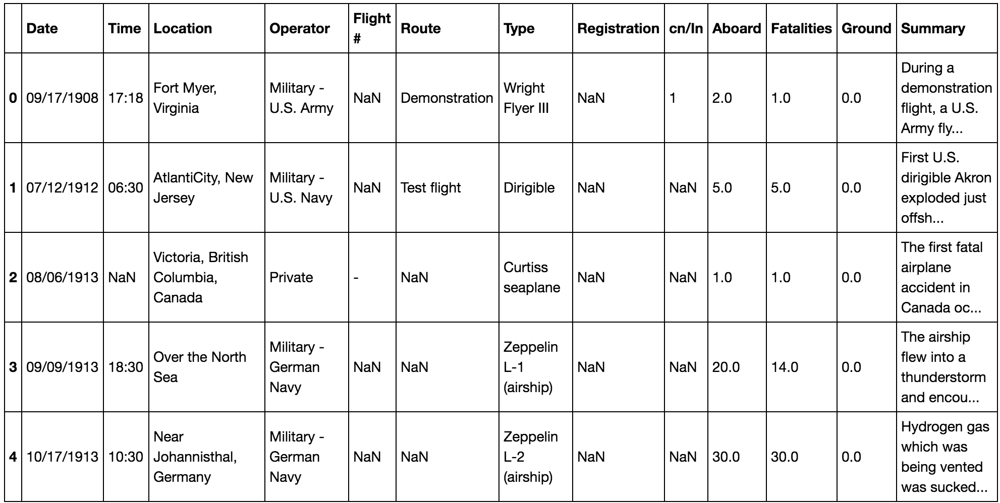 Date Time Location Operator Flight # Route Type Registration cn/In Aboard Fatalities Ground Summary
0 09/17/1908 17:18 Fort Myer, Virginia Military - U.S. Army NaN Demonstration Wright Flyer III NaN 1 2.0 1.0 0.0 During a demonstration flight, a U.S. Army fly...
1 07/12/1912 06:30 AtlantiCity, New Jersey Military - U.S. Navy NaN Test flight Dirigible NaN NaN 5.0 5.0 0.0 First U.S. dirigible Akron exploded just offsh...
2 08/06/1913 NaN Victoria, British Columbia, Canada Private - NaN Curtiss seaplane NaN NaN 1.0 1.0 0.0 The first fatal airplane accident in Canada oc...
3 09/09/1913 18:30 Over the North Sea Military - German Navy NaN NaN Zeppelin L-1 (airship) NaN NaN 20.0 14.0 0.0 The airship flew into a thunderstorm and encou...
4 10/17/1913 10:30 Near Johannisthal, Germany Military - German Navy NaN NaN Zeppelin L-2 (airship) NaN NaN 30.0 30.0 0.0 Hydrogen gas which was being vented was sucked...